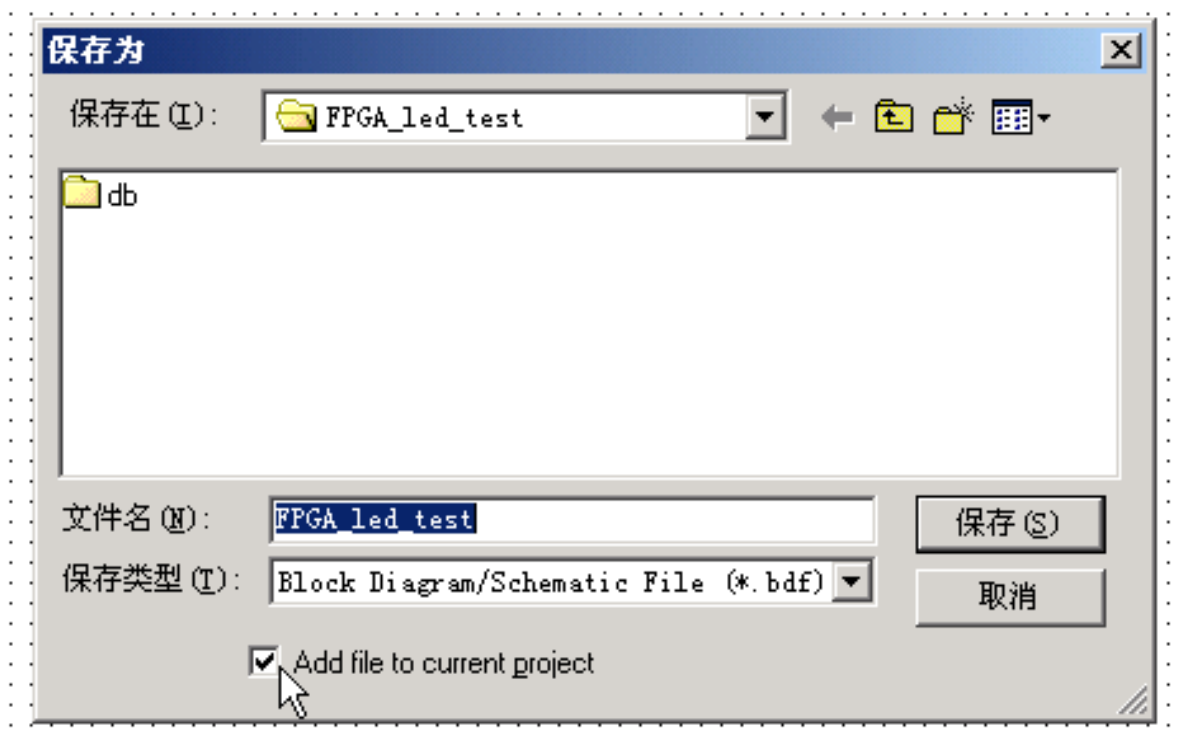 保存为
保存在(I): FPGA_led_test
db
文件名(N): FPGA_led_test 保存(S)
保存类型(T): Block Diagram/Schematic File (*.bdf) 取消
Add file to current project